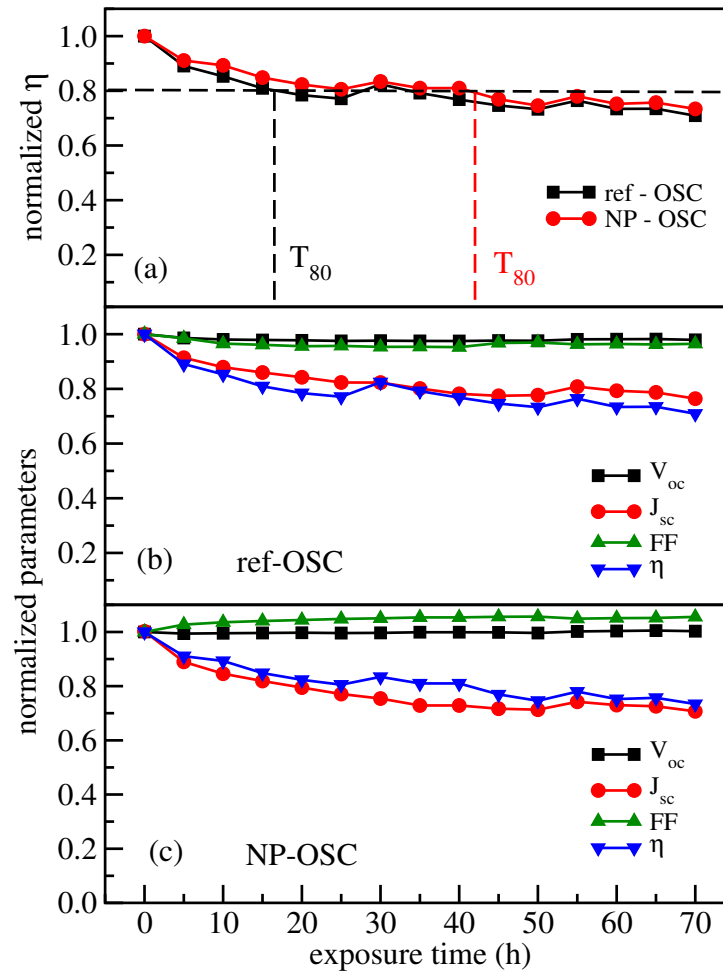 normalized η
1.0
0.8
0.6
0.4
0.2
ref - OSC
NP - OSC
T80
T80
(a)
normalized parameters
1.0
0.8
0.6
0.4
0.2
Voc
Jsc
FF
η
(b) ref-OSC
1.0
0.8
0.6
0.4
0.2
0.0
Voc
Jsc
FF
η
(c) NP-OSC
0 10 20 30 40 50 60 70
exposure time (h)